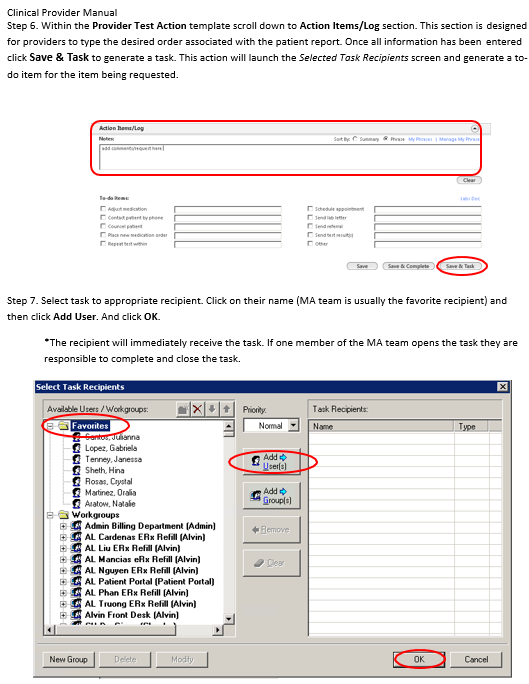 Clinical Provider Manual
Step 6. Within the Provider Test Action template scroll down to Action Items/Log section. This section is designed
for providers to type the desired order associated with the patient report. Once all information has been entered
click Save & Task to generate a task. This action will launch the Selected Task Recipients screen and generate a to-
do item for the item being requested.
Action Items/Log
Notes: Sort By: Summary Phrase My Phrases | Manage My Phrases
add comments/request here
Clear
To-do Items:
Adjust medication Schedule appointment
Contact patient by phone Send lab letter
Counsel patient Send referral
Place new medication order Send test result(s)
Repeat test within Other
Save Save & Complete Save & Task
Step 7. Select task to appropriate recipient. Click on their name (MA team is usually the favorite recipient) and
then click Add User. And click OK.
*The recipient will immediately receive the task. If one member of the MA team opens the task they are
responsible to complete and close the task.
Select Task Recipients
Available Users / Workgroups: Priority: Task Recipients:
Favorites Normal Name Type
Santos, Julianna
Lopez, Gabriela
Tenney, Janessa Add User(s)
Sheth, Hina
Rosas, Crystal
Martinez, Oralia Add Group(s)
Aratow, Natalie
Workgroups
Admin Billing Department (Admin)
AL Cardenas ERx Refill (Alvin) Remove
AL Liu ERx Refill (Alvin)
AL Mancias eRx Refill (Alvin)
AL Nguyen ERx Refill (Alvin) Clear
AL Patient Portal (Patient Portal)
AL Phan ERx Refill (Alvin)
AL Truong ERx Refill (Alvin)
Alvin Front Desk (Alvin)
New Group Delete Modify OK Cancel